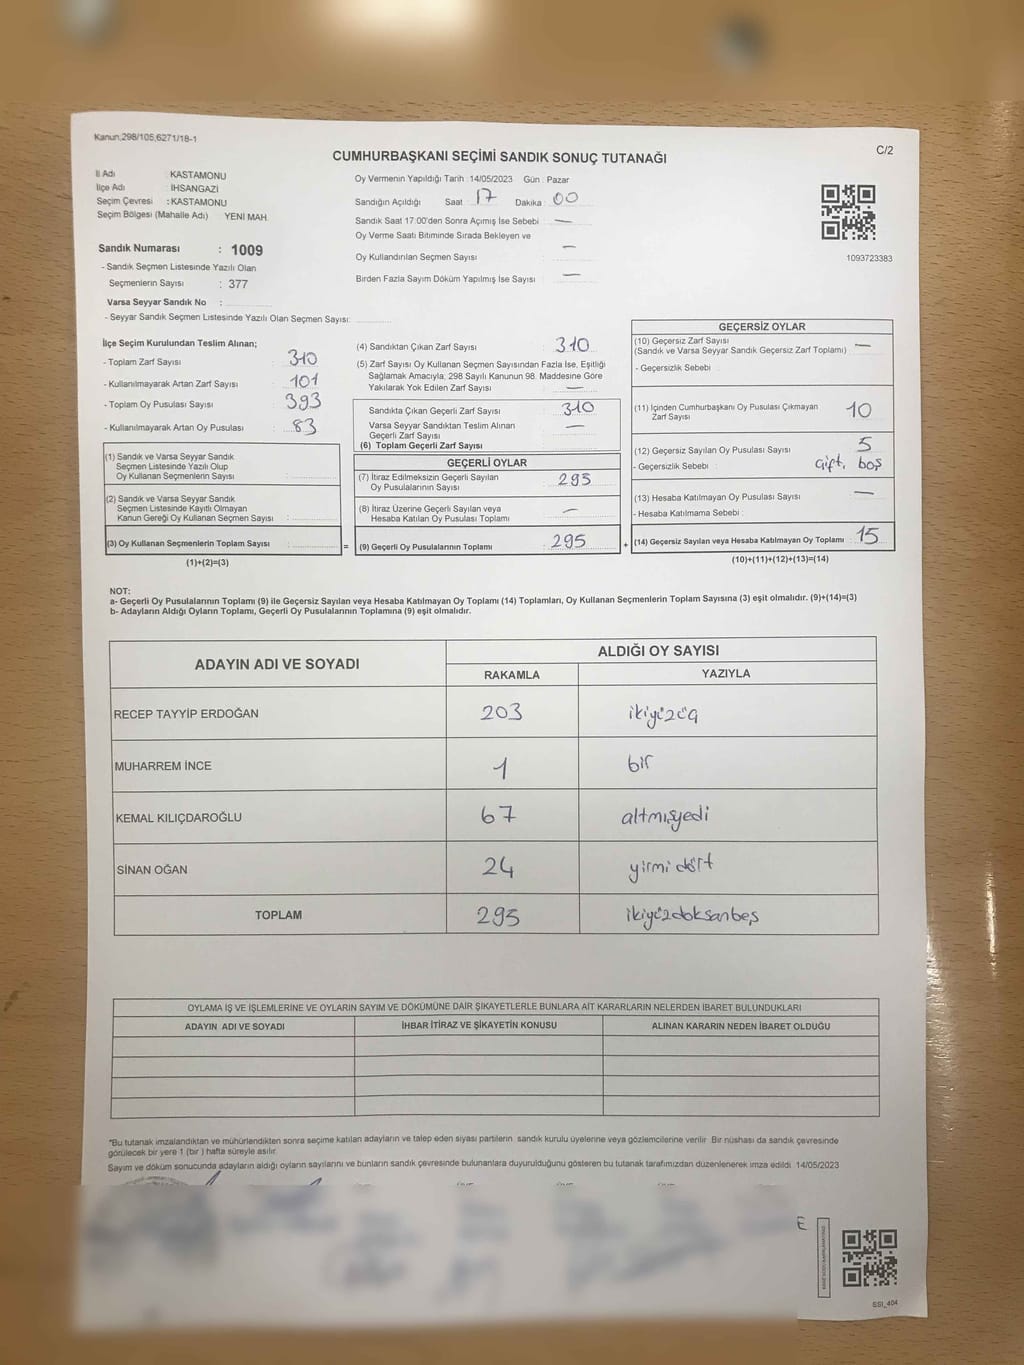 Kanun,298/105,6271/18-1
C/2
CUMHURBAŞKANI SEÇİMİ SANDIK SONUÇ TUTANAĞI
İl Adı : KASTAMONU
İlçe Adı : İHSANGAZİ
Seçim Çevresi : KASTAMONU
Seçim Bölgesi (Mahalle Adı) YENİ MAH.
Sandık Numarası : 1009
- Sandık Seçmen Listesinde Yazılı Olan
Seçmenlerin Sayısı : 377
Varsa Seyyar Sandık No :
- Seyyar Sandık Seçmen Listesinde Yazılı Olan Seçmen Sayısı:
Oy Vermenin Yapıldığı Tarih :14/05/2023 Gün : Pazar
Sandığın Açıldığı Saat : 17 Dakika : 00
Sandık Saat 17:00'den Sonra Açımış İse Sebebi : —
Oy Verme Saati Bitiminde Sırada Bekleyen ve
Oy Kullandırılan Seçmen Sayısı : —
Birden Fazla Sayım Döküm Yapılmış İse Sayısı : —
1093723383
İlçe Seçim Kurulundan Teslim Alınan;
- Toplam Zarf Sayısı : 310
- Kullanılmayarak Artan Zarf Sayısı : 101
- Toplam Oy Pusulası Sayısı : 393
- Kullanılmayarak Artan Oy Pusulası : 83
(1) Sandık ve Varsa Seyyar Sandık
Seçmen Listesinde Yazılı Olup
Oy Kullanan Seçmenlerin Sayısı :
(2) Sandık ve Varsa Seyyar Sandık
Seçmen Listesinde Kayıtlı Olmayan
Kanun Gereği Oy Kullanan Seçmen Sayısı :
(3) Oy Kullanan Seçmenlerin Toplam Sayısı :
=
(1)+(2)=(3)
(4) Sandıktan Çıkan Zarf Sayısı : 310
(5) Zarf Sayısı Oy Kullanan Seçmen Sayısından Fazla İse, Eşitliği
Sağlamak Amacıyla, 298 Sayılı Kanunun 98. Maddesine Göre
Yakılarak Yok Edilen Zarf Sayısı : —
Sandıkta Çıkan Geçerli Zarf Sayısı : 310
Varsa Seyyar Sandıktan Teslim Alınan
Geçerli Zarf Sayısı : —
(6) Toplam Geçerli Zarf Sayısı
GEÇERLİ OYLAR
(7) İtiraz Edilmeksizin Geçerli Sayılan
Oy Pusulalarının Sayısı : 295
(8) İtiraz Üzerine Geçerli Sayılan veya
Hesaba Katılan Oy Pusulası Toplamı : —
(9) Geçerli Oy Pusulalarının Toplamı : 295
+
GEÇERSİZ OYLAR
(10) Geçersiz Zarf Sayısı
(Sandık ve Varsa Seyyar Sandık Geçersiz Zarf Toplamı) —
- Geçersizlik Sebebi :
(11) İçinden Cumhurbaşkanı Oy Pusulası Çıkmayan
Zarf Sayısı 10
(12) Geçersiz Sayılan Oy Pusulası Sayısı : 5
- Geçersizlik Sebebi : çift, boş
(13) Hesaba Katılmayan Oy Pusulası Sayısı : —
- Hesaba Katılmama Sebebi :
(14) Geçersiz Sayılan veya Hesaba Katılmayan Oy Toplamı : 15
(10)+(11)+(12)+(13)=(14)
NOT:
a- Geçerli Oy Pusulalarının Toplamı (9) ile Geçersiz Sayılan veya Hesaba Katılmayan Oy Toplamı (14) Toplamları, Oy Kullanan Seçmenlerin Toplam Sayısına (3) eşit olmalıdır. (9)+(14)=(3)
b- Adayların Aldığı Oyların Toplamı, Geçerli Oy Pusulalarının Toplamına (9) eşit olmalıdır.
ADAYIN ADI VE SOYADI
ALDIĞI OY SAYISI
RAKAMLA YAZIYLA
RECEP TAYYİP ERDOĞAN 203 ikiyüzüç
MUHARREM İNCE 1 bir
KEMAL KILIÇDAROĞLU 67 altmışyedi
SİNAN OĞAN 24 yirmi dört
TOPLAM 295 ikiyüzdoksanbeş
OYLAMA İŞ VE İŞLEMLERİNE VE OYLARIN SAYIM VE DÖKÜMÜNE DAİR ŞİKAYETLERLE BUNLARA AİT KARARLARIN NELERDEN İBARET BULUNDUKLARI
ADAYIN ADI VE SOYADI İHBAR İTİRAZ VE ŞİKAYETİN KONUSU ALINAN KARARIN NEDEN İBARET OLDUĞU
*Bu tutanak imzalandıktan ve mühürlendikten sonra seçime katılan adayların ve talep eden siyasi partilerin sandık kurulu üyelerine veya gözlemcilerine verilir. Bir nüshası da sandık çevresinde
görülecek bir yere 1 (bir ) hafta süreyle asılır.
Sayım ve döküm sonucunda adayların aldığı oyların sayılarını ve bunların sandık çevresinde bulunanlara duyurulduğunu gösteren bu tutanak tarafımızdan düzenlenerek imza edildi. 14/05/2023
E
SSI_404